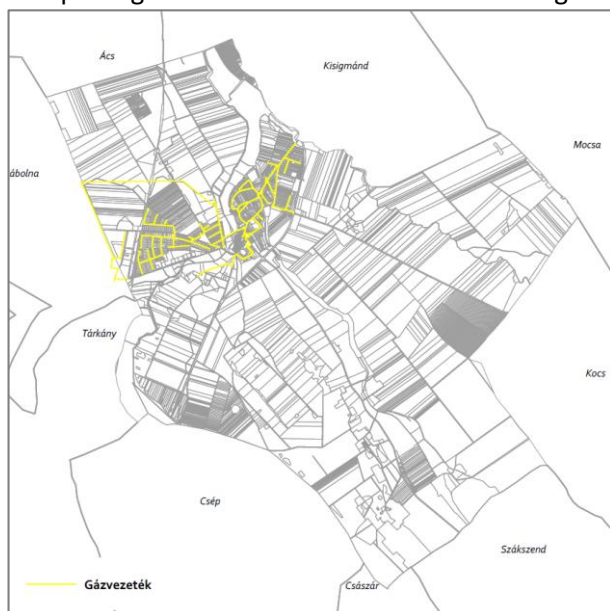 Ács
Kisigmánd
Mocsa
ábolna
Tárkány
Kocs
Csép
Szákszend
Császár
Gázvezeték